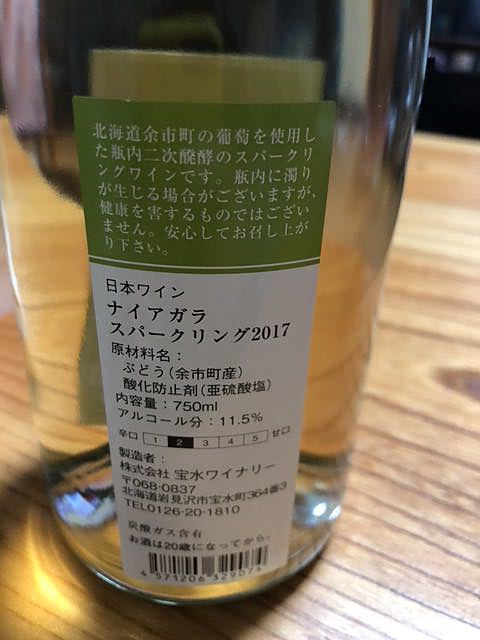 北海道余市町の葡萄を使用し
た瓶内二次醗酵のスパークリ
ングワインです。瓶内に濁り
が生じる場合がございますが、
健康を害するものではござい
ません。安心してお召し上が
り下さい。
日本ワイン
ナイアガラ
スパークリング2017
原材料名：
ぶどう（余市町産）
酸化防止剤（亜硫酸塩）
内容量：750ml
アルコール分：11.5%
辛口 1 2 3 4 5 甘口
製造者：
株式会社 宝水ワイナリー
〒068-0837
北海道岩見沢市宝水町364番3
TEL0126-20-1810
炭酸ガス含有
お酒は20歳になってから。
4 571206 329075